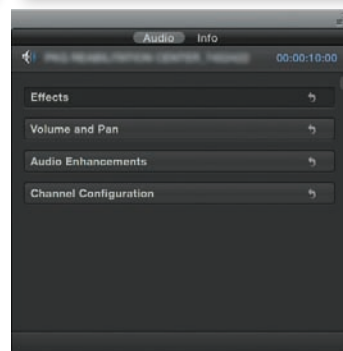 Audio Info
00:00:10:00
Effects
Volume and Pan
Audio Enhancements
Channel Configuration